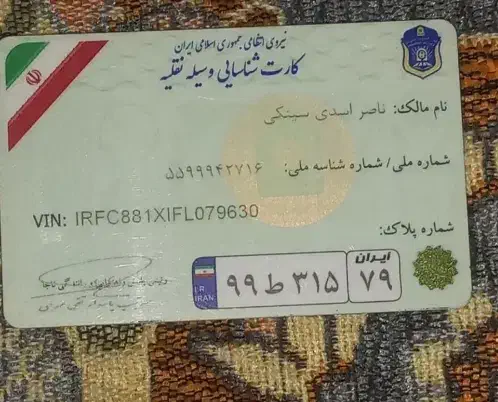 نیروی انتظامی جمهوری اسلامی ایران
کارت شناسایی وسیله نقلیه
نام مالک: ناصر اسدی سینکی
شماره ملی / شماره شناسه ملی: ۵۵۹۹۹۴۲۷۱۶
VIN: IRFC881XIFL079630
شماره پلاک:
ایران
۹۹ ط ۳۱۵ ۷۹
I.R.
IRAN